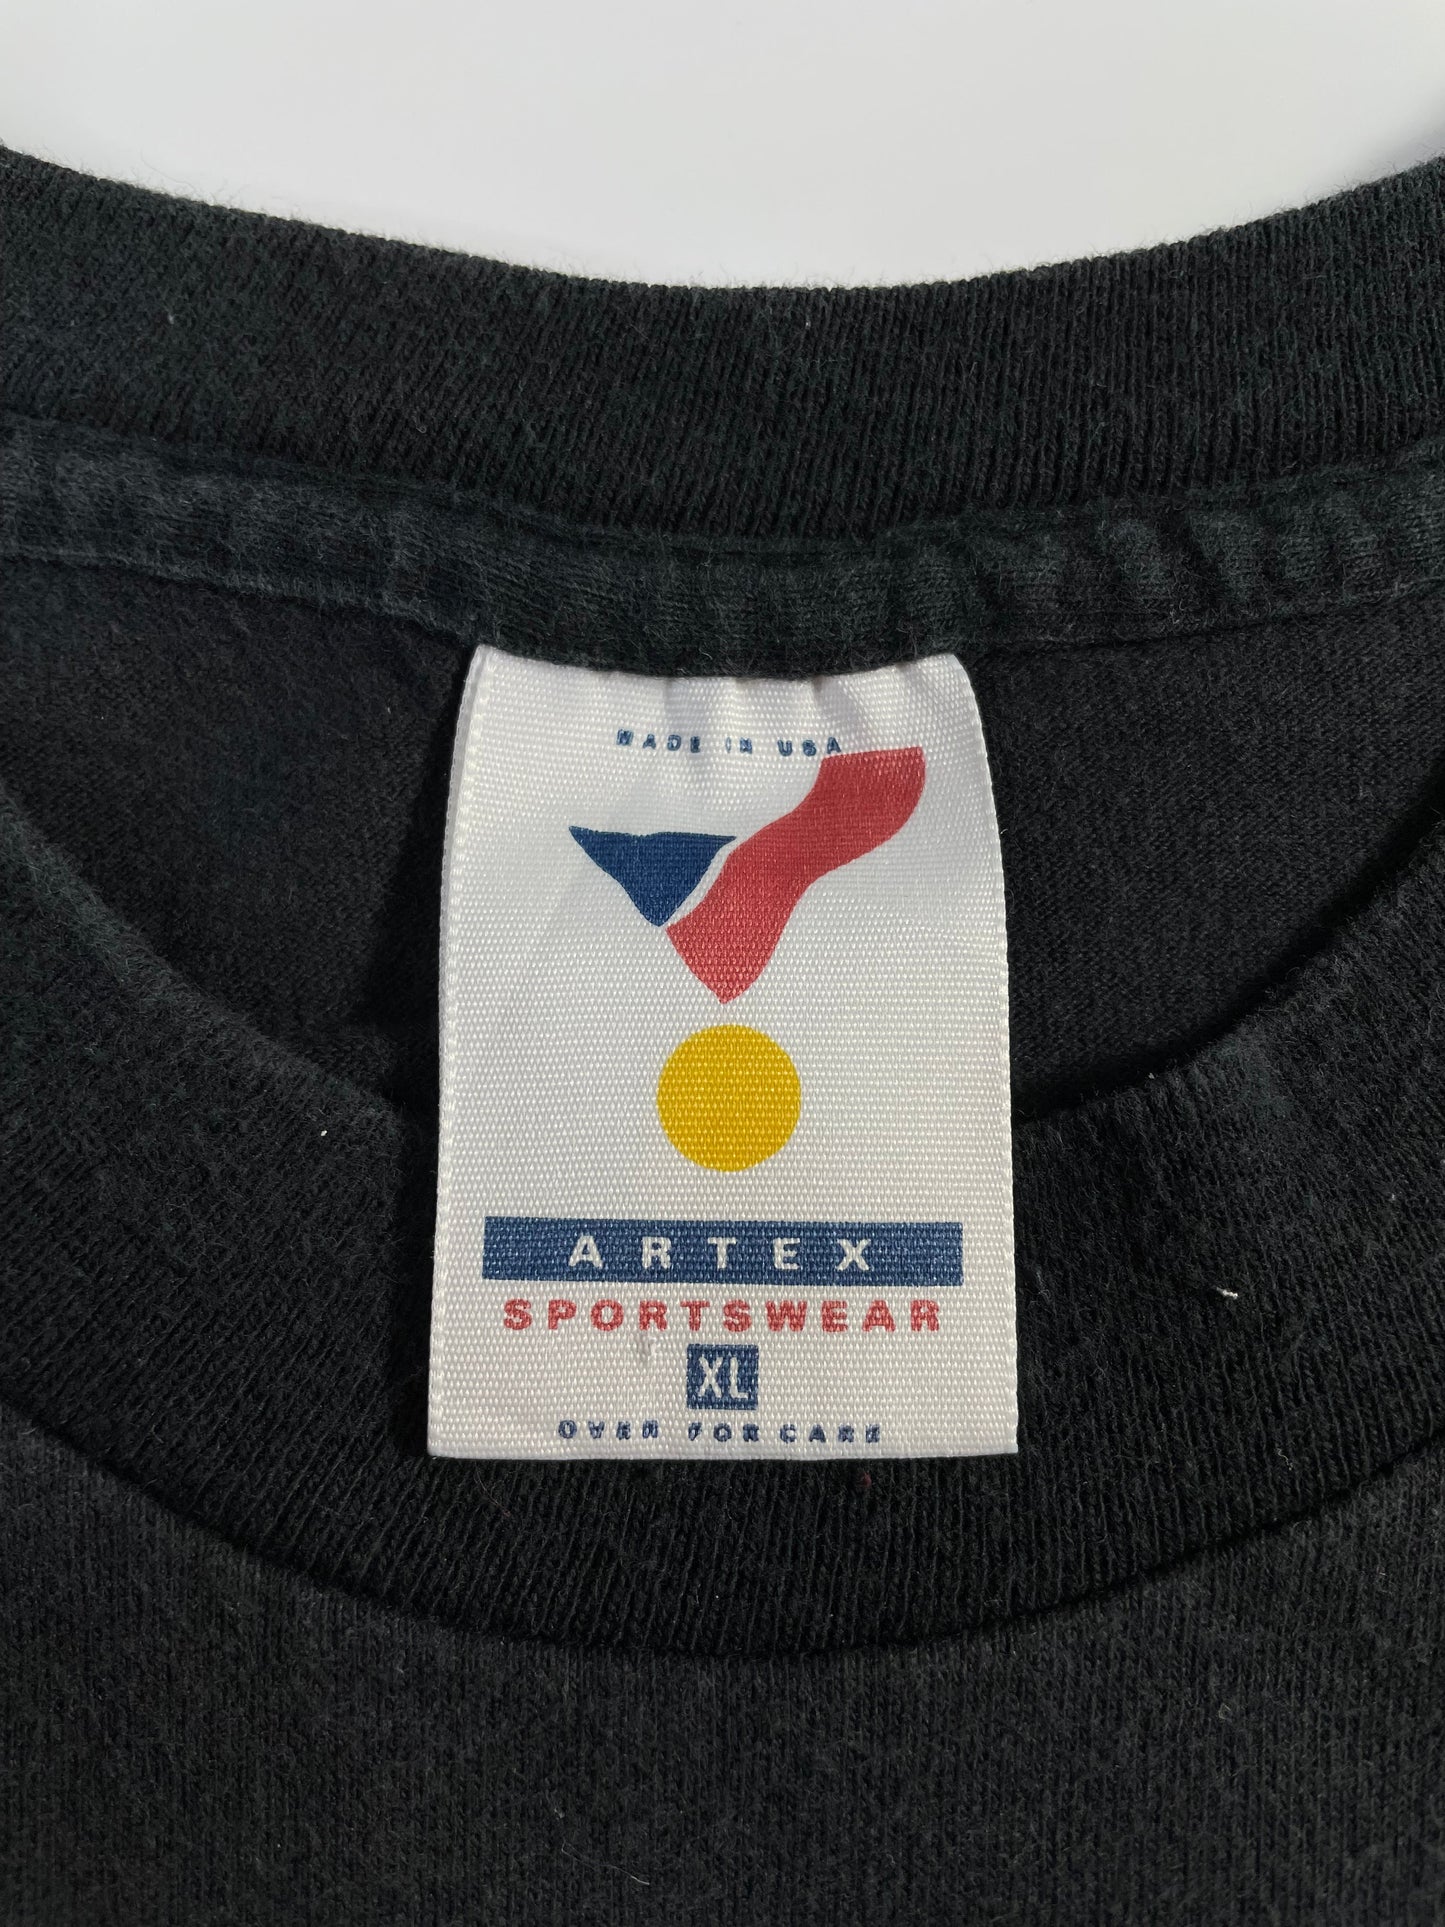 MADE IN USA
ARTEX
SPORTSWEAR
XL
OVER FOR CARE